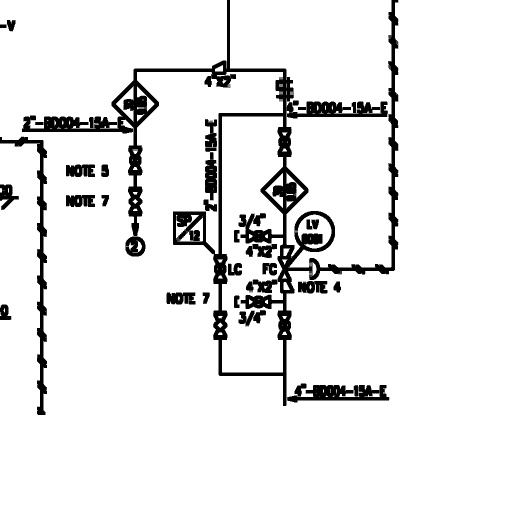 -V
4"X2"
4"-BD004-15A-E
2"-BD004-15A-E
2"-BD004-15A-E
NOTE 5
NOTE 7
2
SP
12
3/4"
LV
4"X2"
LC
FC
4"X2"
NOTE 4
NOTE 7
3/4"
4"-BD004-15A-E